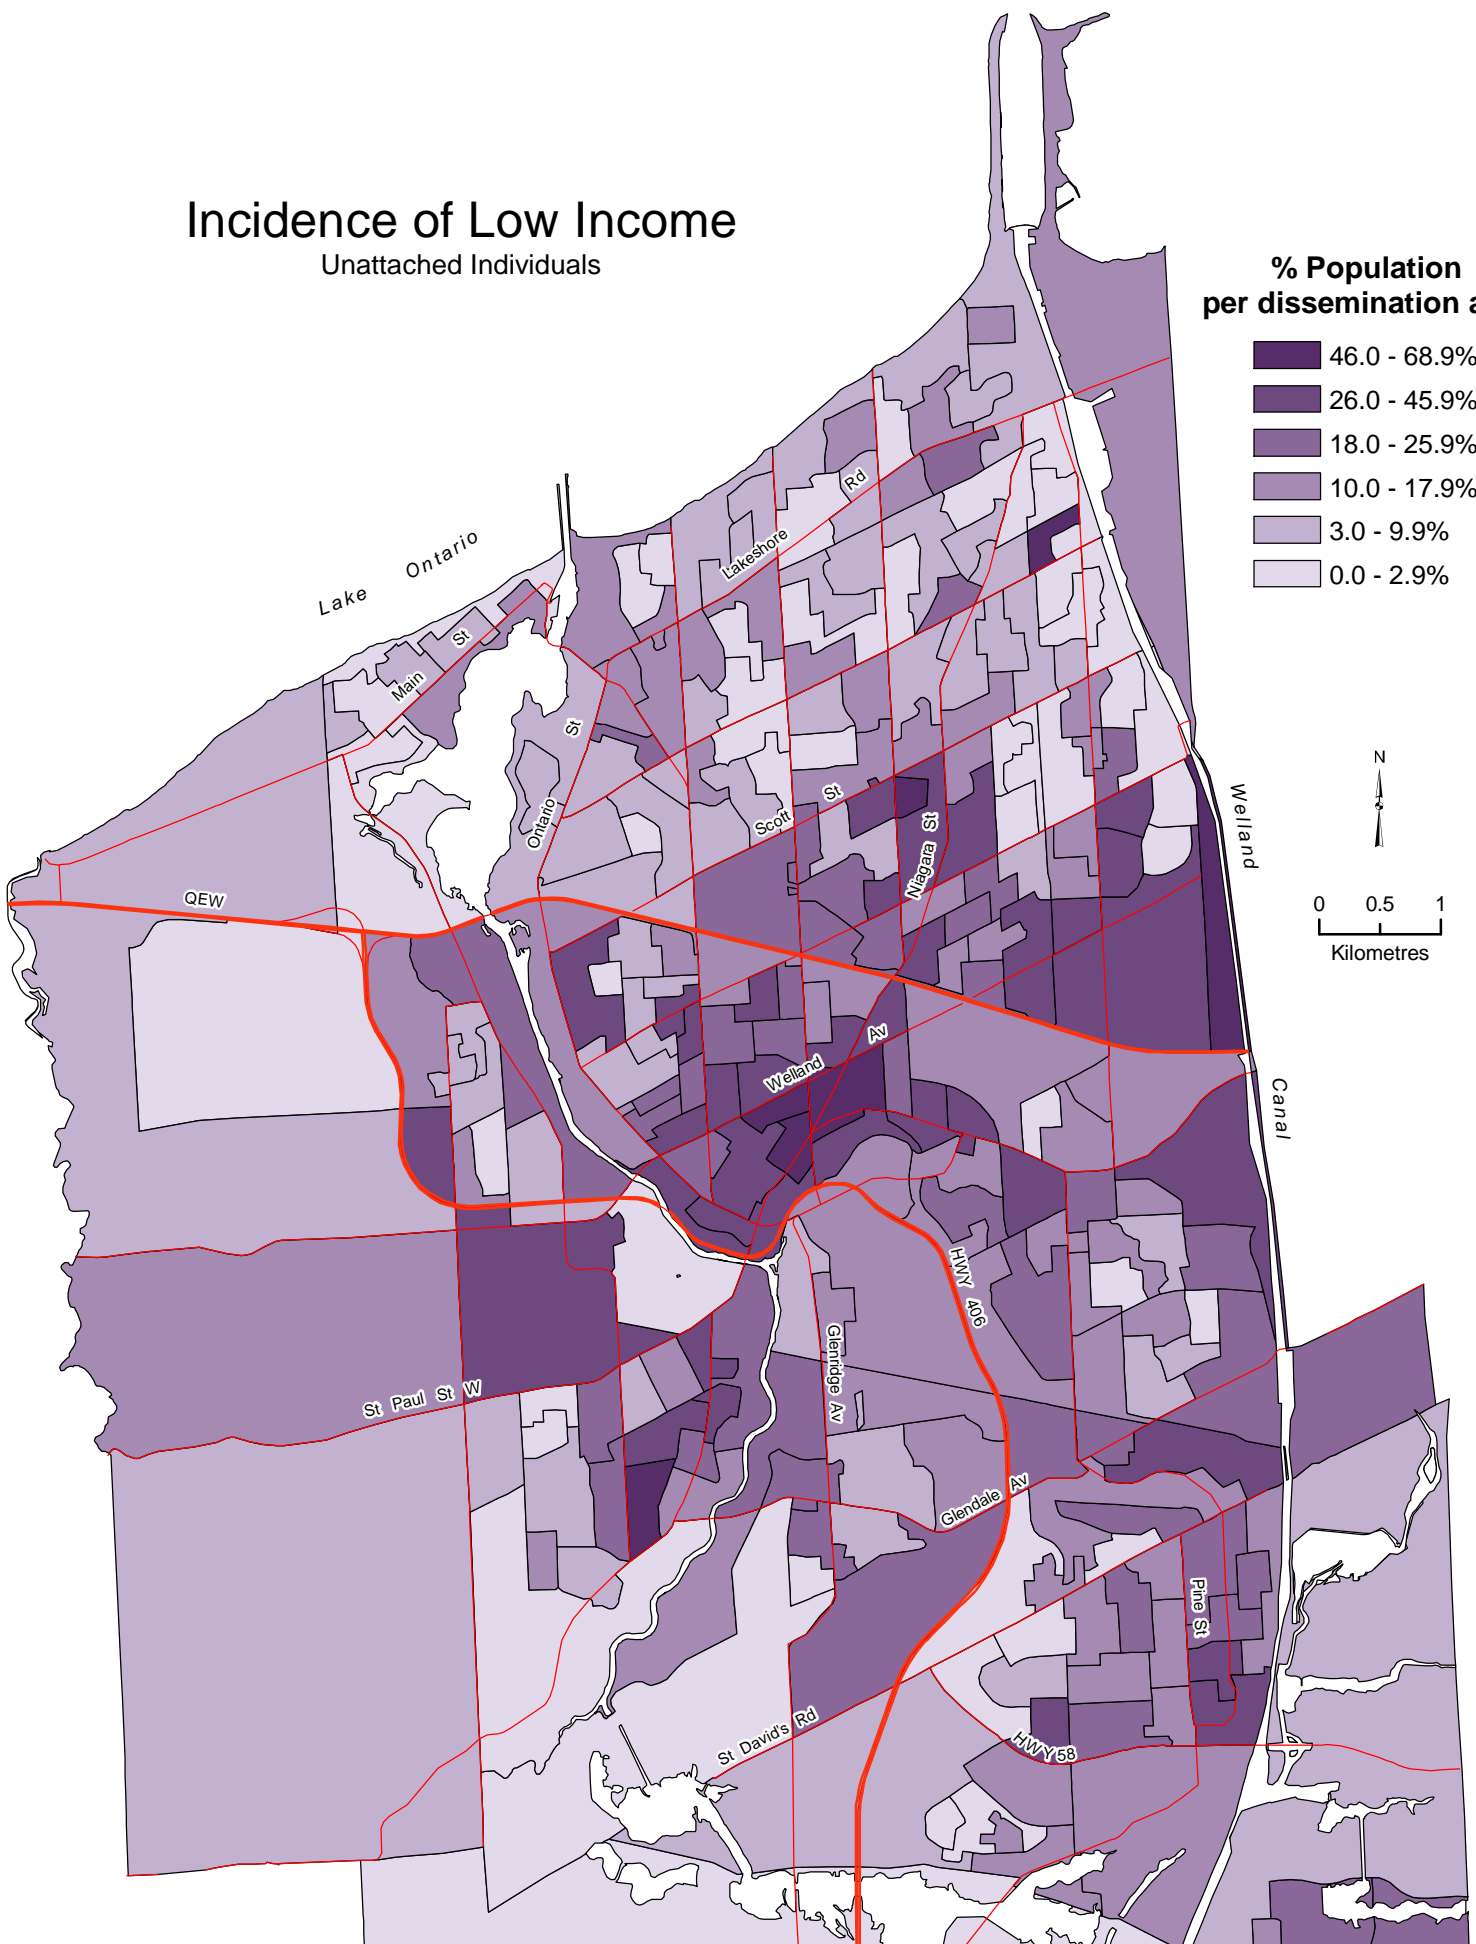 Incidence of Low Income
Unattached Individuals
% Population
per dissemination
46.0 - 68.9%
26.0 - 45.9%
18.0 - 25.9%
10.0 - 17.9%
3.0 - 9.9%
0.0 - 2.9%
Lake Ontario
Rd
Lakeshore
Main St
St
Ontario
Scott St
Niagara St
N
Welland
0 0.5 1
Kilometres
QEW
Welland Av
Canal
HWY 406
Glenridge Av
St Paul St W
Glendale Av
Pine St
St David's Rd
HWY 58